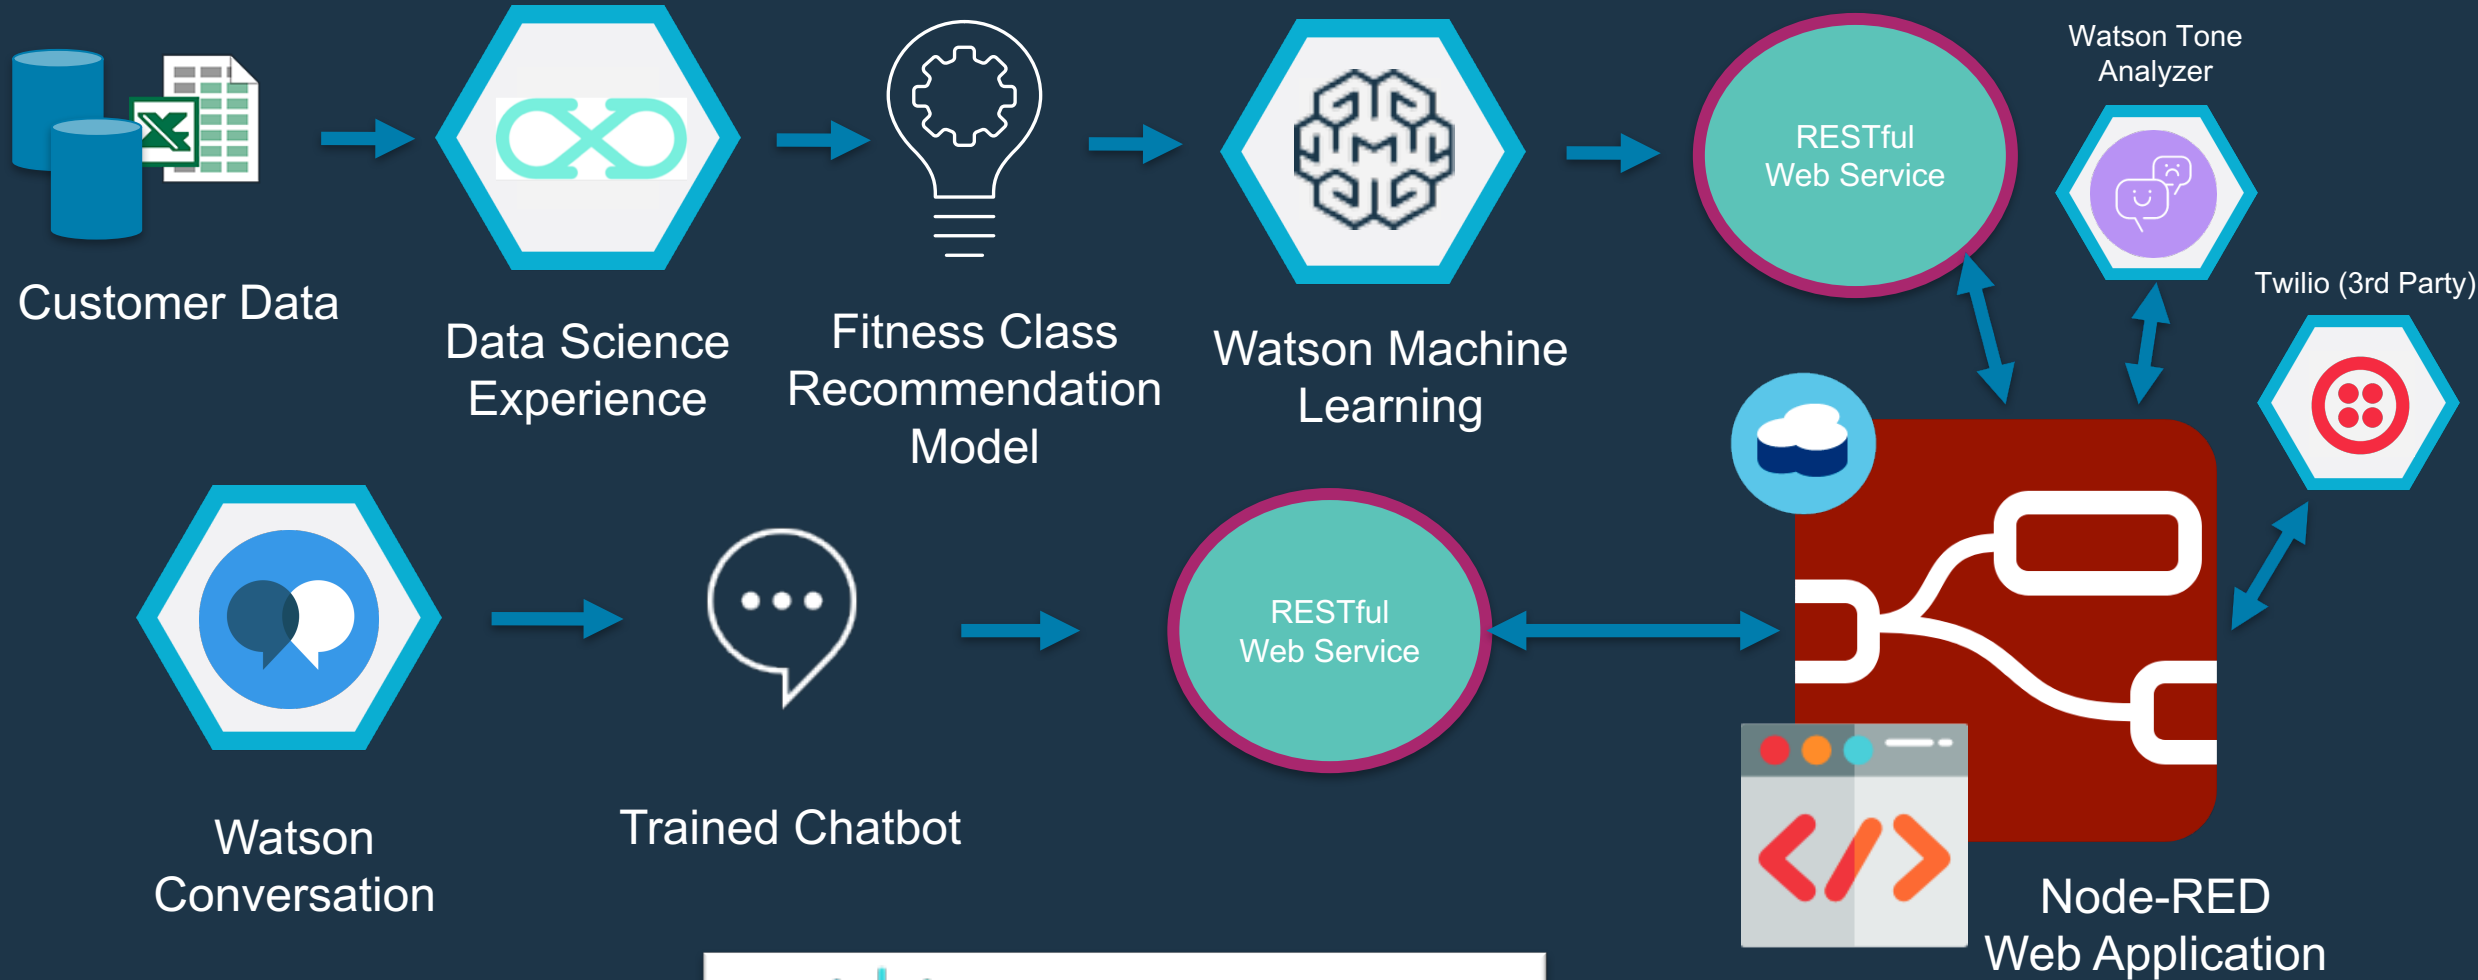 Customer Data
Data Science
Experience
Fitness Class
Recommendation
Model
Watson Machine
Learning
RESTful
Web Service
Watson Tone
Analyzer
Twilio (3rd Party)
Watson
Conversation
Trained Chatbot
RESTful
Web Service
Node-RED
Web Application